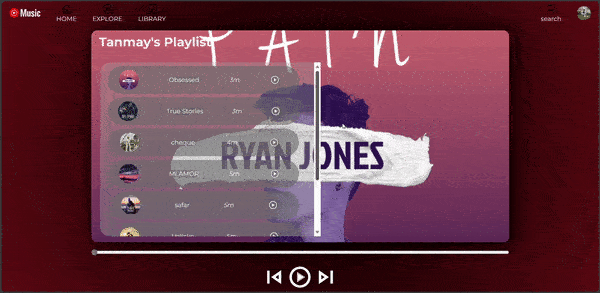 Music
HOME EXPLORE LIBRARY search
PAIN
Tanmay's Playlist
Obsessed 3m
True Stories 3m
cheque
MI AMOR 5m
RYAN JONES
safar 5m